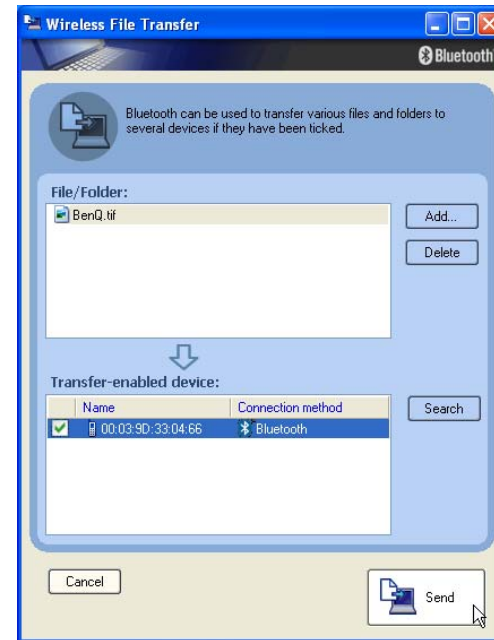 Wireless File Transfer
Bluetooth
Bluetooth can be used to transfer various files and folders to
several devices if they have been ticked.
File/Folder:
BenQ.tif
Add...
Delete
Transfer-enabled device:
Name Connection method
00:03:9D:33:04:66 Bluetooth
Search
Cancel
Send